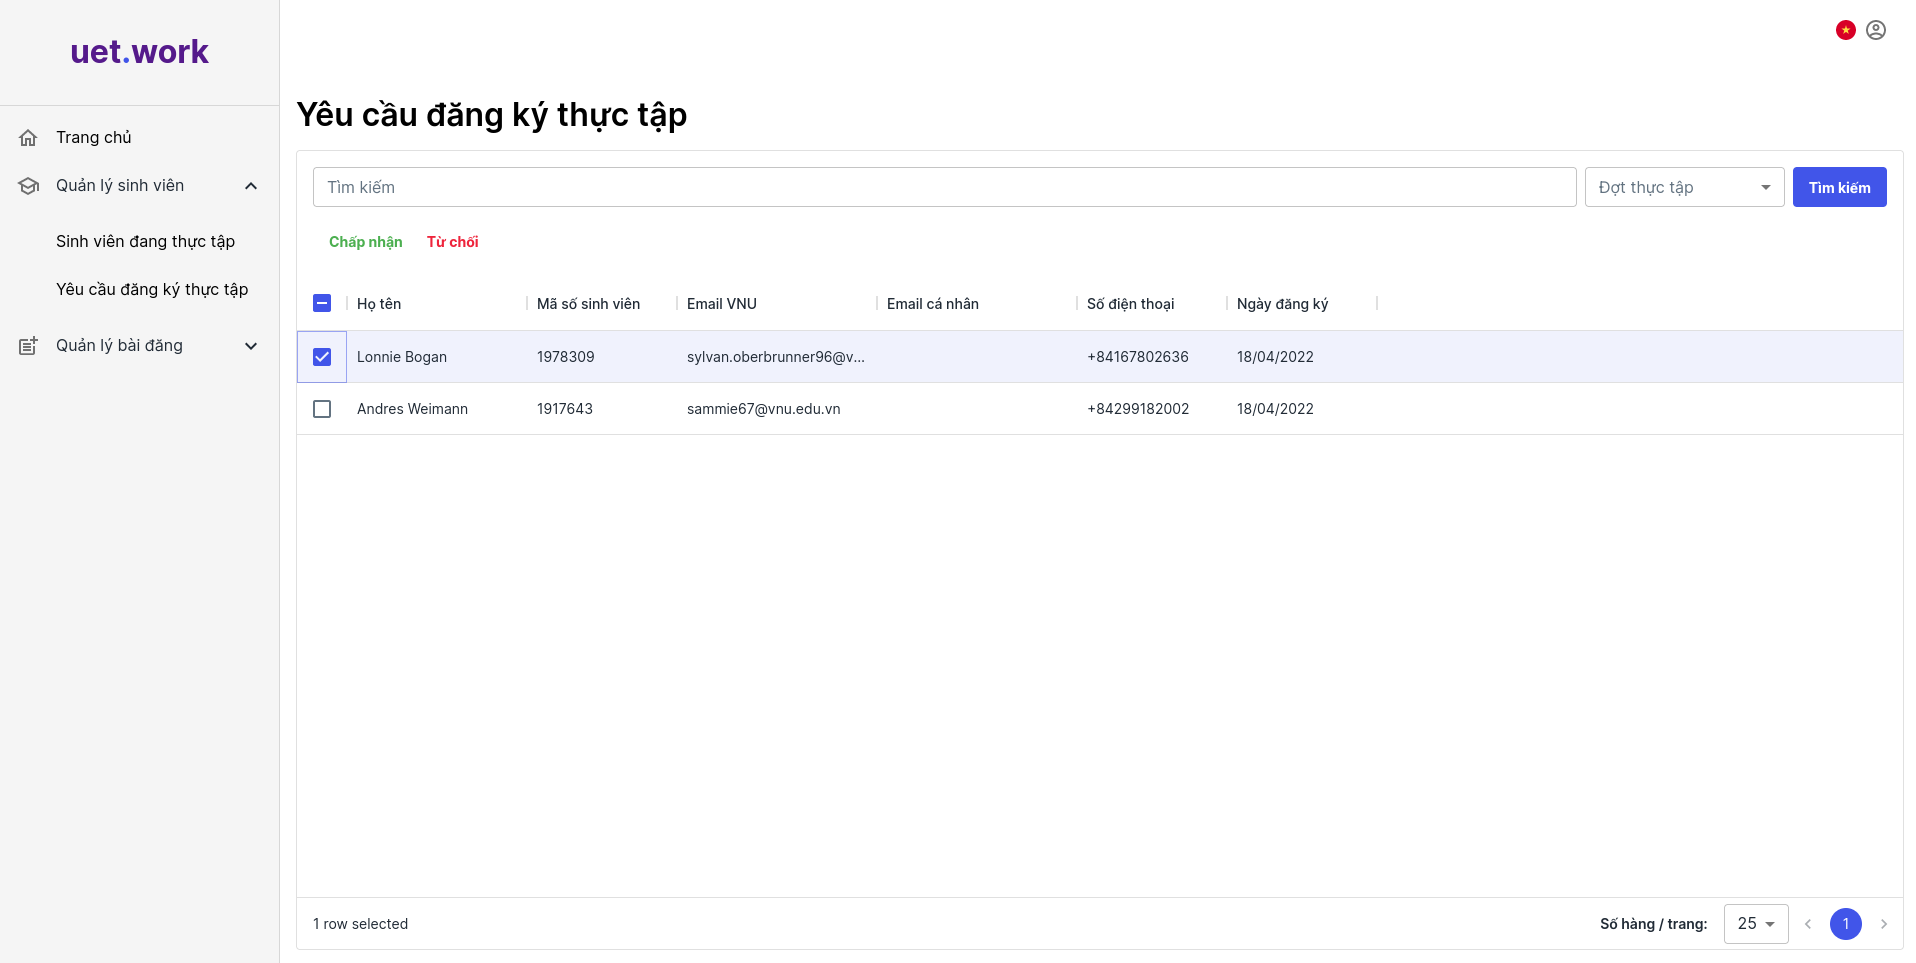 uet.work
Trang chủ
Quản lý sinh viên
Sinh viên đang thực tập
Yêu cầu đăng ký thực tập
Quản lý bài đăng
Yêu cầu đăng ký thực tập
Tìm kiếm Đợt thực tập Tìm kiếm
Chấp nhận Từ chối
Họ tên Mã số sinh viên Email VNU Email cá nhân Số điện thoại Ngày đăng ký
Lonnie Bogan 1978309 sylvan.oberbrunner96@v... +84167802636 18/04/2022
Andres Weimann 1917643 sammie67@vnu.edu.vn +84299182002 18/04/2022
1 row selected Số hàng / trang: 25 1